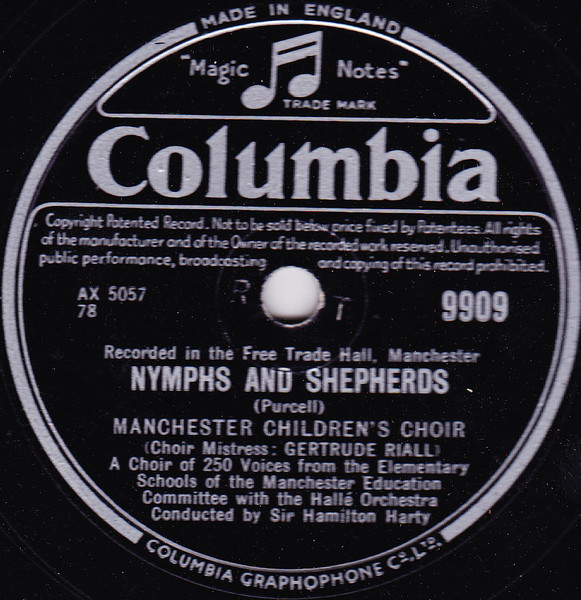 MADE IN ENGLAND
"Magic Notes"
TRADE MARK
Columbia
Copyright Patented Record. Not to be sold below price fixed by Patentees. All rights
of the manufacturer and of the Owner of the recorded work reserved. Unauthorised
public performance, broadcasting and copying of this record prohibited.
R T
AX 5057
78
9909
Recorded in the Free Trade Hall, Manchester
NYMPHS AND SHEPHERDS
(Purcell)
MANCHESTER CHILDREN'S CHOIR
(Choir Mistress: GERTRUDE RIALL)
A Choir of 250 Voices from the Elementary
Schools of the Manchester Education
Committee with the Hallé Orchestra
Conducted by Sir Hamilton Harty
COLUMBIA GRAPHOPHONE CO. LTD.